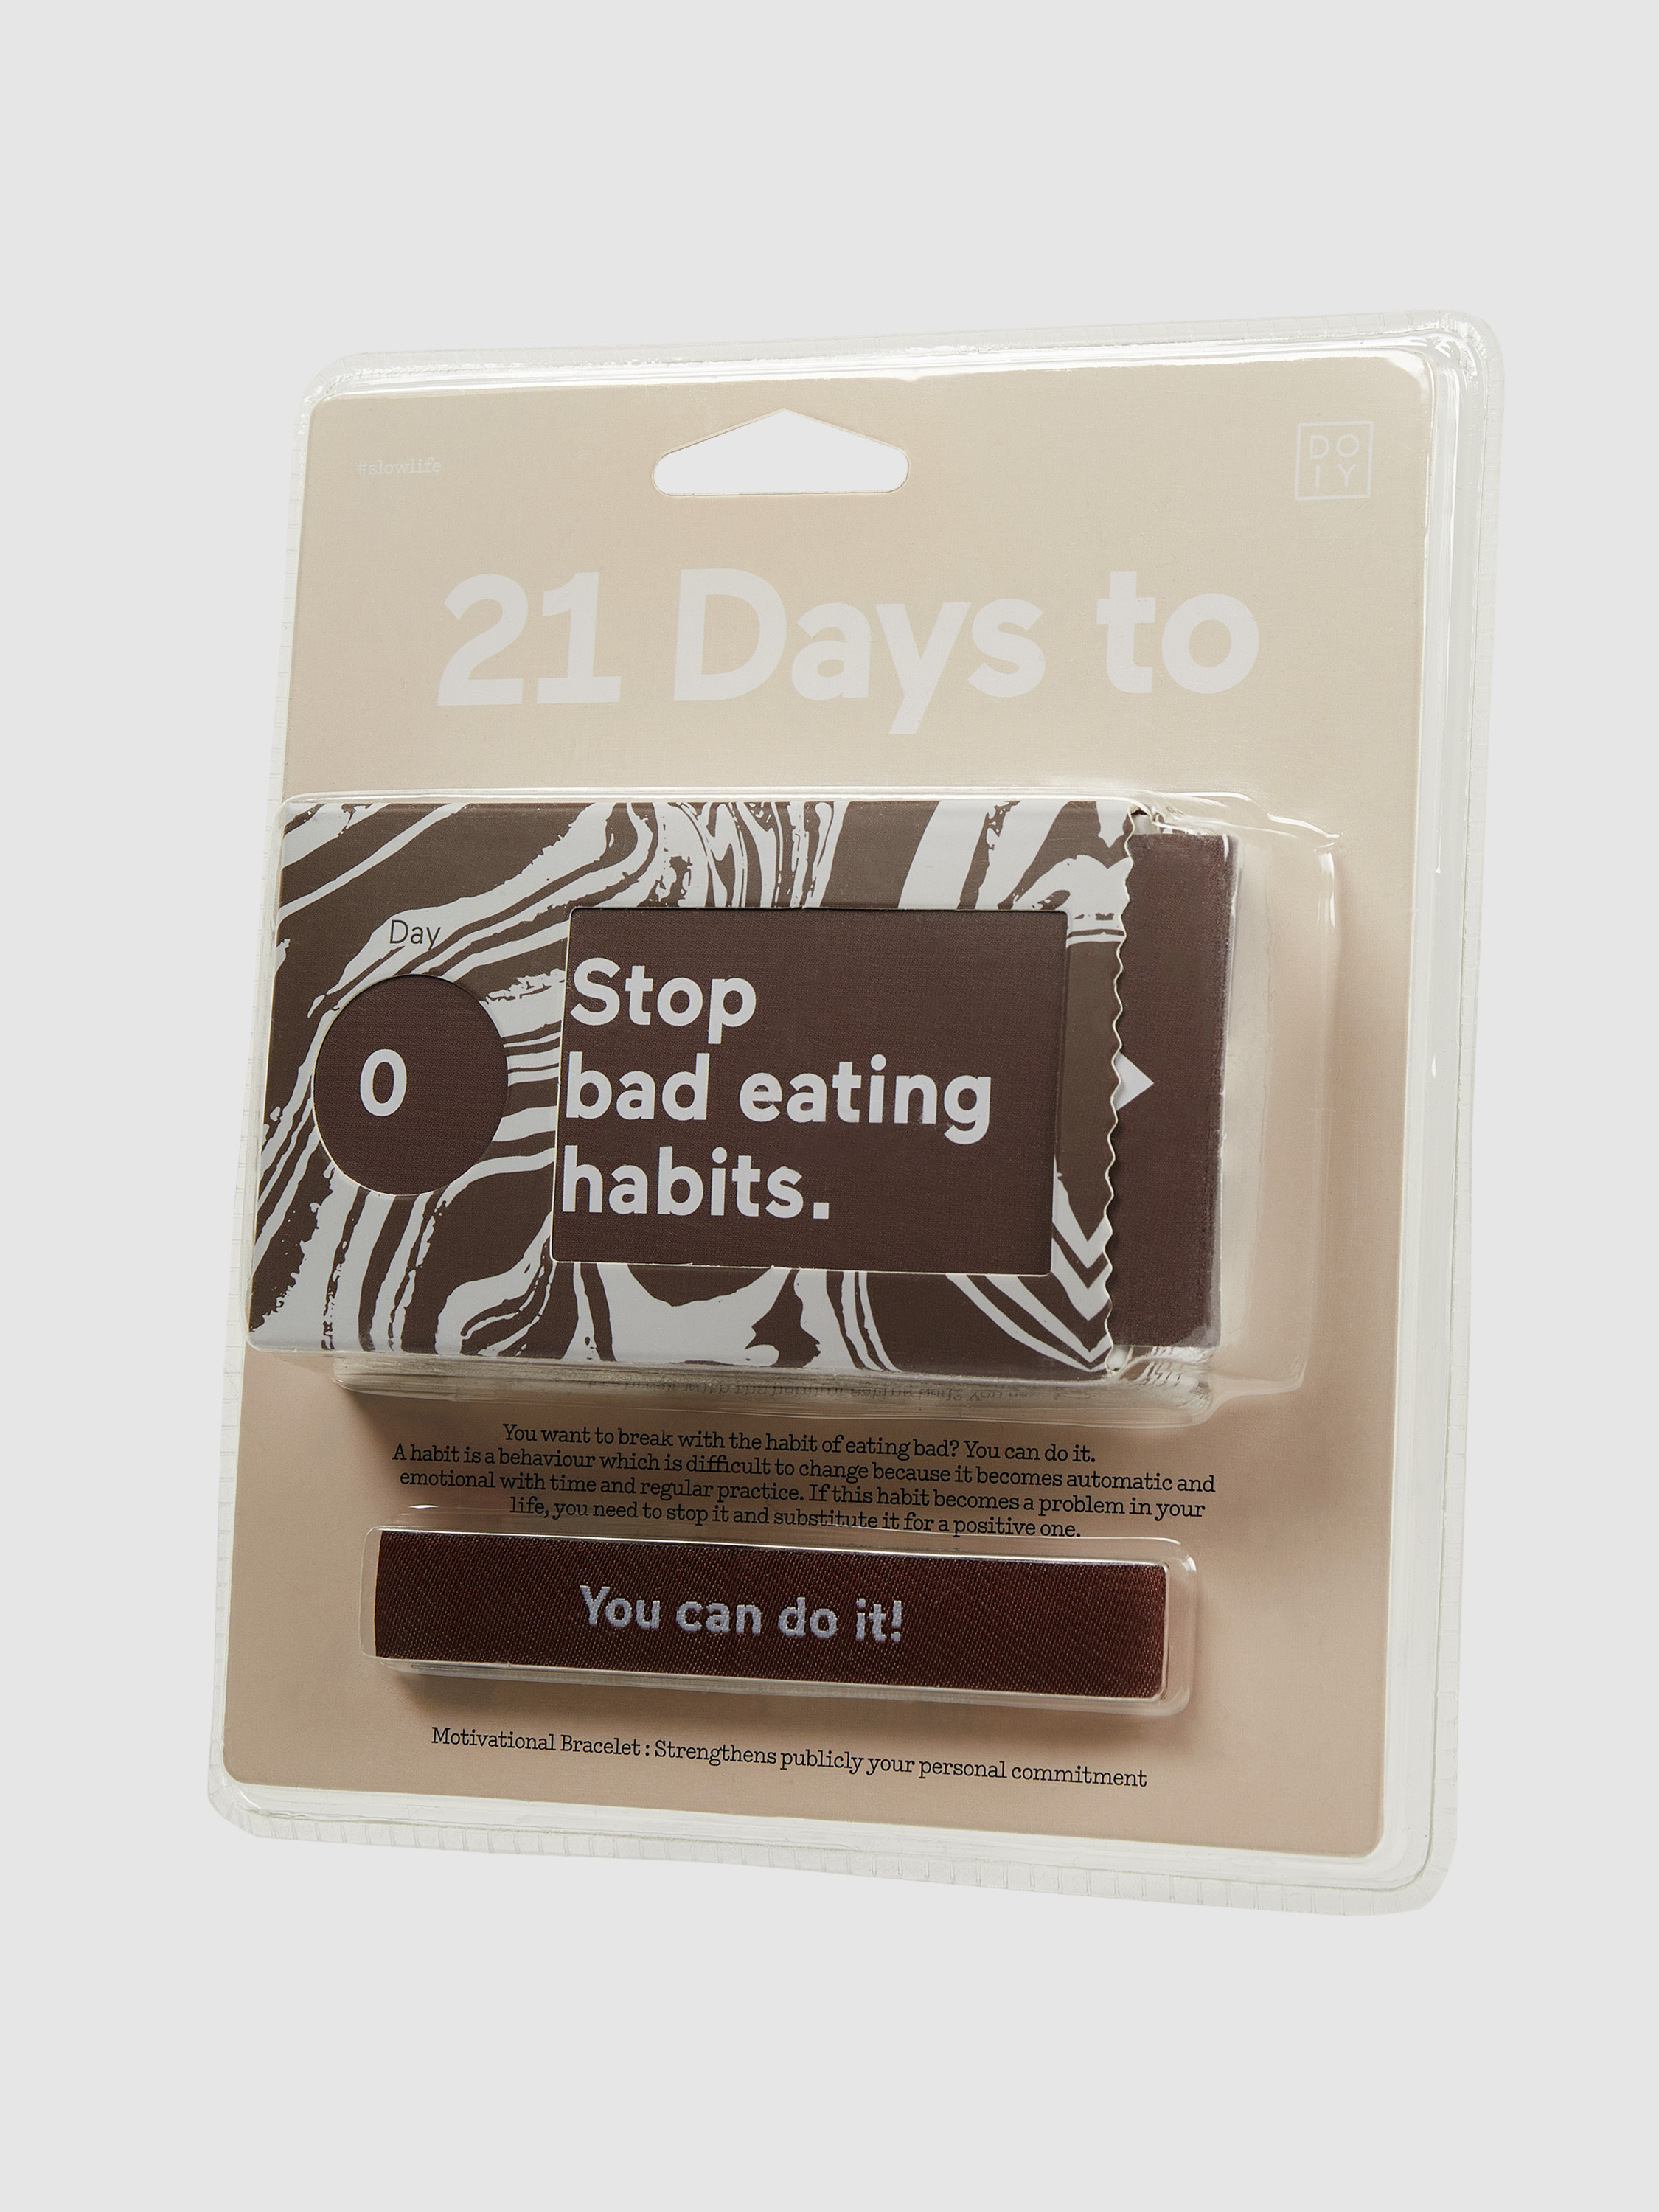 #slowlife
DO
IY
21 Days to
Day
0
Stop
bad eating
habits.
You want to break with the habit of eating bad? You can do it.
A habit is a behaviour which is difficult to change because it becomes automatic and
emotional with time and regular practice. If this habit becomes a problem in your
life, you need to stop it and substitute it for a positive one.
You can do it!
Motivational Bracelet : Strengthens publicly your personal commitment